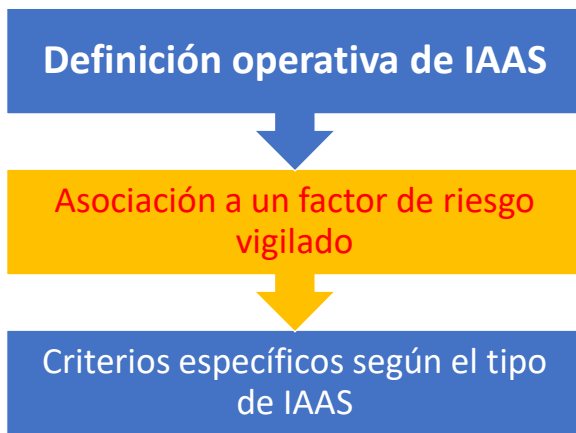 Definición operativa de IAAS
Asociación a un factor de riesgo
vigilado
Criterios específicos según el tipo
de IAAS